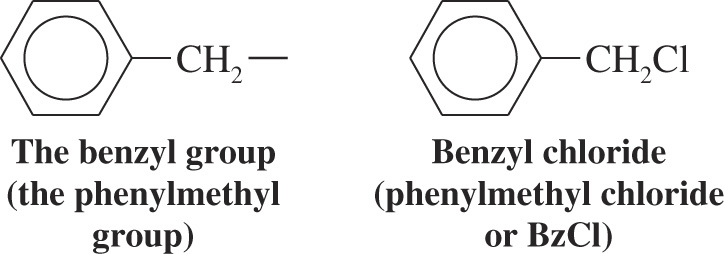 CH₂— CH₂Cl
The benzyl group Benzyl chloride
(the phenylmethyl (phenylmethyl chloride
group) or BzCl)